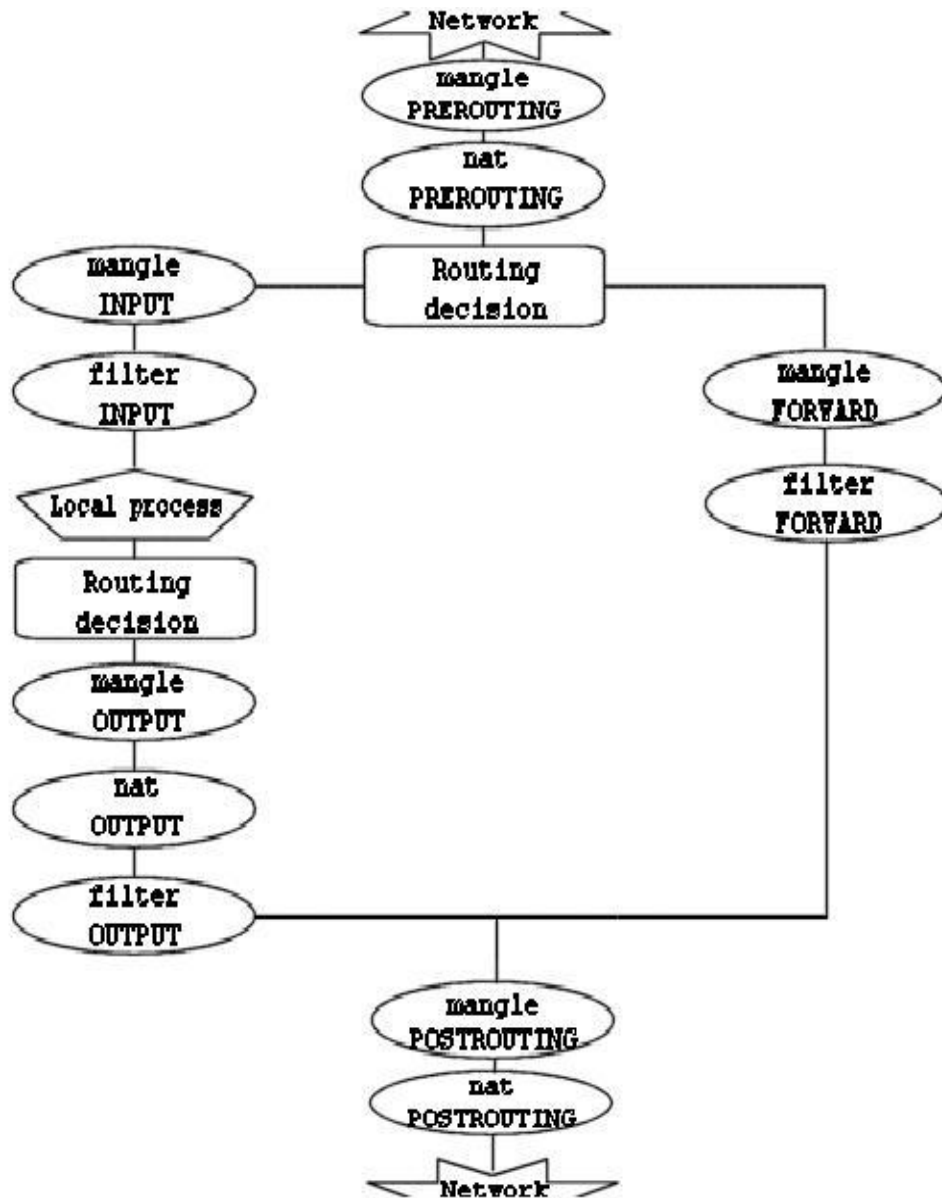 Network
mangle
PREROUTING
nat
PREROUTING
Routing
decision
mangle
INPUT
filter
INPUT
Local process
Routing
decision
mangle
OUTPUT
nat
OUTPUT
filter
OUTPUT
mangle
FORWARD
filter
FORWARD
mangle
POSTROUTING
nat
POSTROUTING
Network